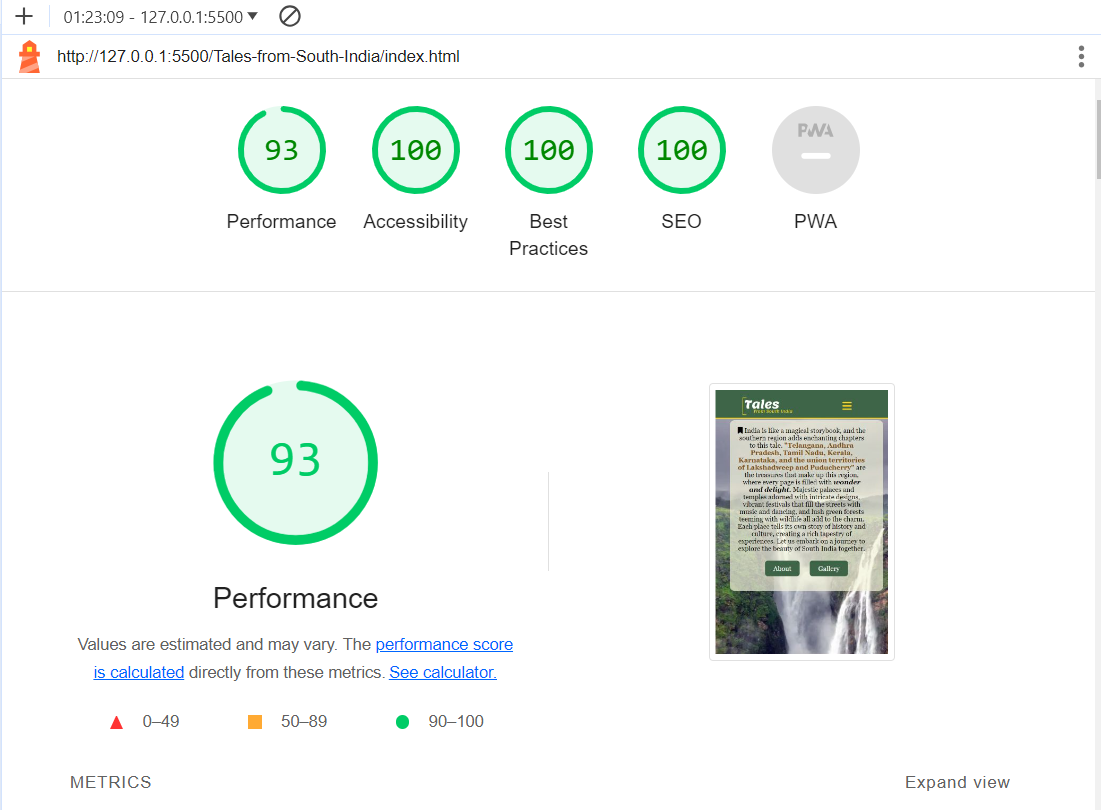 01:23:09 - 127.0.0.1:5500
http://127.0.0.1:5500/Tales-from-South-India/index.html
93
100
100
100
PWA
Performance
Accessibility
Best
Practices
SEO
PWA
93
Performance
Values are estimated and may vary. The performance score
is calculated directly from these metrics. See calculator.
0–49
50–89
90–100
Tales
from South India
India is like a magical storybook, and the
southern region adds enchanting chapters
to this tale. "Telangana, Andhra
Pradesh, Tamil Nadu, Kerala,
Karnataka, and the union territories
of Lakshadweep and Puducherry" are
the treasures that make up this region,
where every page is filled with wonder
and delight. Majestic palaces and
temples adorned with intricate designs,
vibrant festivals that fill the streets with
music and dancing, and lush green forests
teeming with wildlife all add to the charm.
Each place tells its own story of history and
culture, creating a rich tapestry of
experiences. Let us embark on a journey to
explore the beauty of South India together.
About
Gallery
METRICS
Expand view